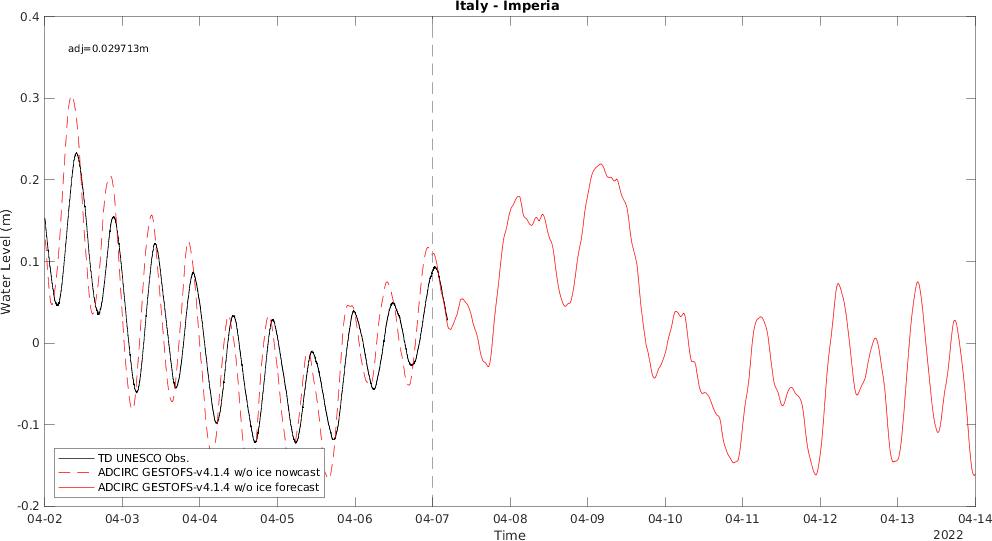 Italy - Imperia
adj=0.029713m
Water Level (m)
0.4
0.3
0.2
0.1
0
-0.1
-0.2
TD UNESCO Obs.
ADCIRC GESTOFS-v4.1.4 w/o ice nowcast
ADCIRC GESTOFS-v4.1.4 w/o ice forecast
04-02 04-03 04-04 04-05 04-06 04-07 04-08 04-09 04-10 04-11 04-12 04-13 04-14
Time
2022